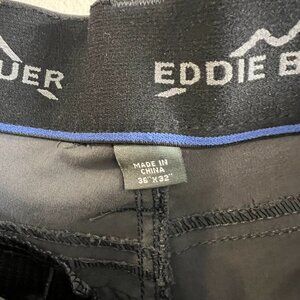 UER
EDDIE B
MADE IN
CHINA
36"X32"